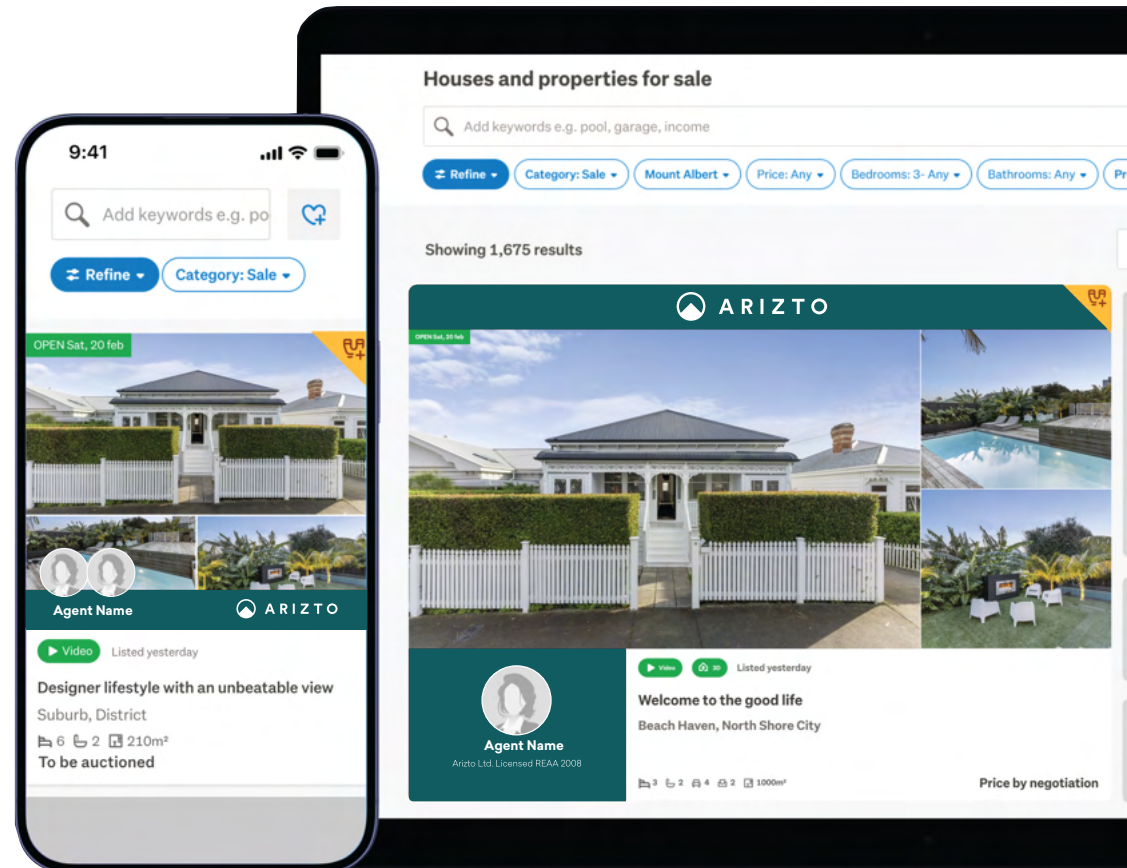 9:41
Add keywords e.g. po
Refine
Category: Sale
OPEN Sat, 20 feb
Agent Name
ARIZTO
Video
Listed yesterday
Designer lifestyle with an unbeatable view
Suburb, District
6 2 210m²
To be auctioned
Houses and properties for sale
Add keywords e.g. pool, garage, income
Refine
Category: Sale
Mount Albert
Price: Any
Bedrooms: 3- Any
Bathrooms: Any
Pr
Showing 1,675 results
ARIZTO
OPEN Sat, 20 feb
Agent Name
Arizto Ltd. Licensed REAA 2008
Video
3D
Listed yesterday
Welcome to the good life
Beach Haven, North Shore City
3 2 4 2 1000m²
Price by negotiation